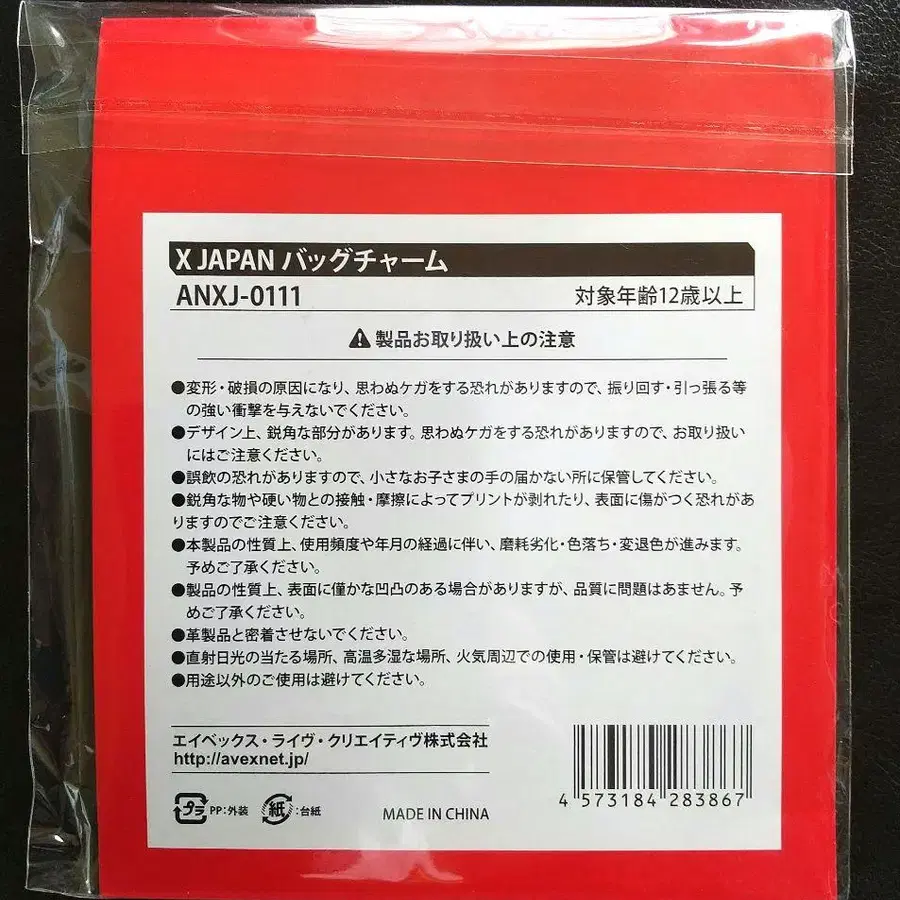 X JAPAN バッグチャーム
ANXJ-0111 対象年齢12歳以上
⚠製品お取り扱い上の注意
●変形・破損の原因になり、思わぬケガをする恐れがありますので、振り回す・引っ張る等
の強い衝撃を与えないでください。
●デザイン上、鋭角な部分があります。思わぬケガをする恐れがありますので、お取り扱い
にはご注意ください。
●誤飲の恐れがありますので、小さなお子さまの手の届かない所に保管してください。
●鋭角な物や硬い物との接触・摩擦によってプリントが剥れたり、表面に傷がつく恐れがあ
りますのでご注意ください。
●本製品の性質上、使用頻度や年月の経過に伴い、磨耗劣化・色落ち・変退色が進みます。
予めご了承ください。
●製品の性質上、表面に僅かな凹凸のある場合がありますが、品質に問題はあません。予
めご了承ください。
●革製品と密着させないでください。
●直射日光の当たる場所、高温多湿な場所、火気周辺での使用・保管は避けてください。
●用途以外のご使用は避けてください。
エイベックス・ライヴ・クリエイティヴ株式会社
http://avexnet.jp/
プラ PP:外装 紙 :台紙 MADE IN CHINA
4 573184 283867